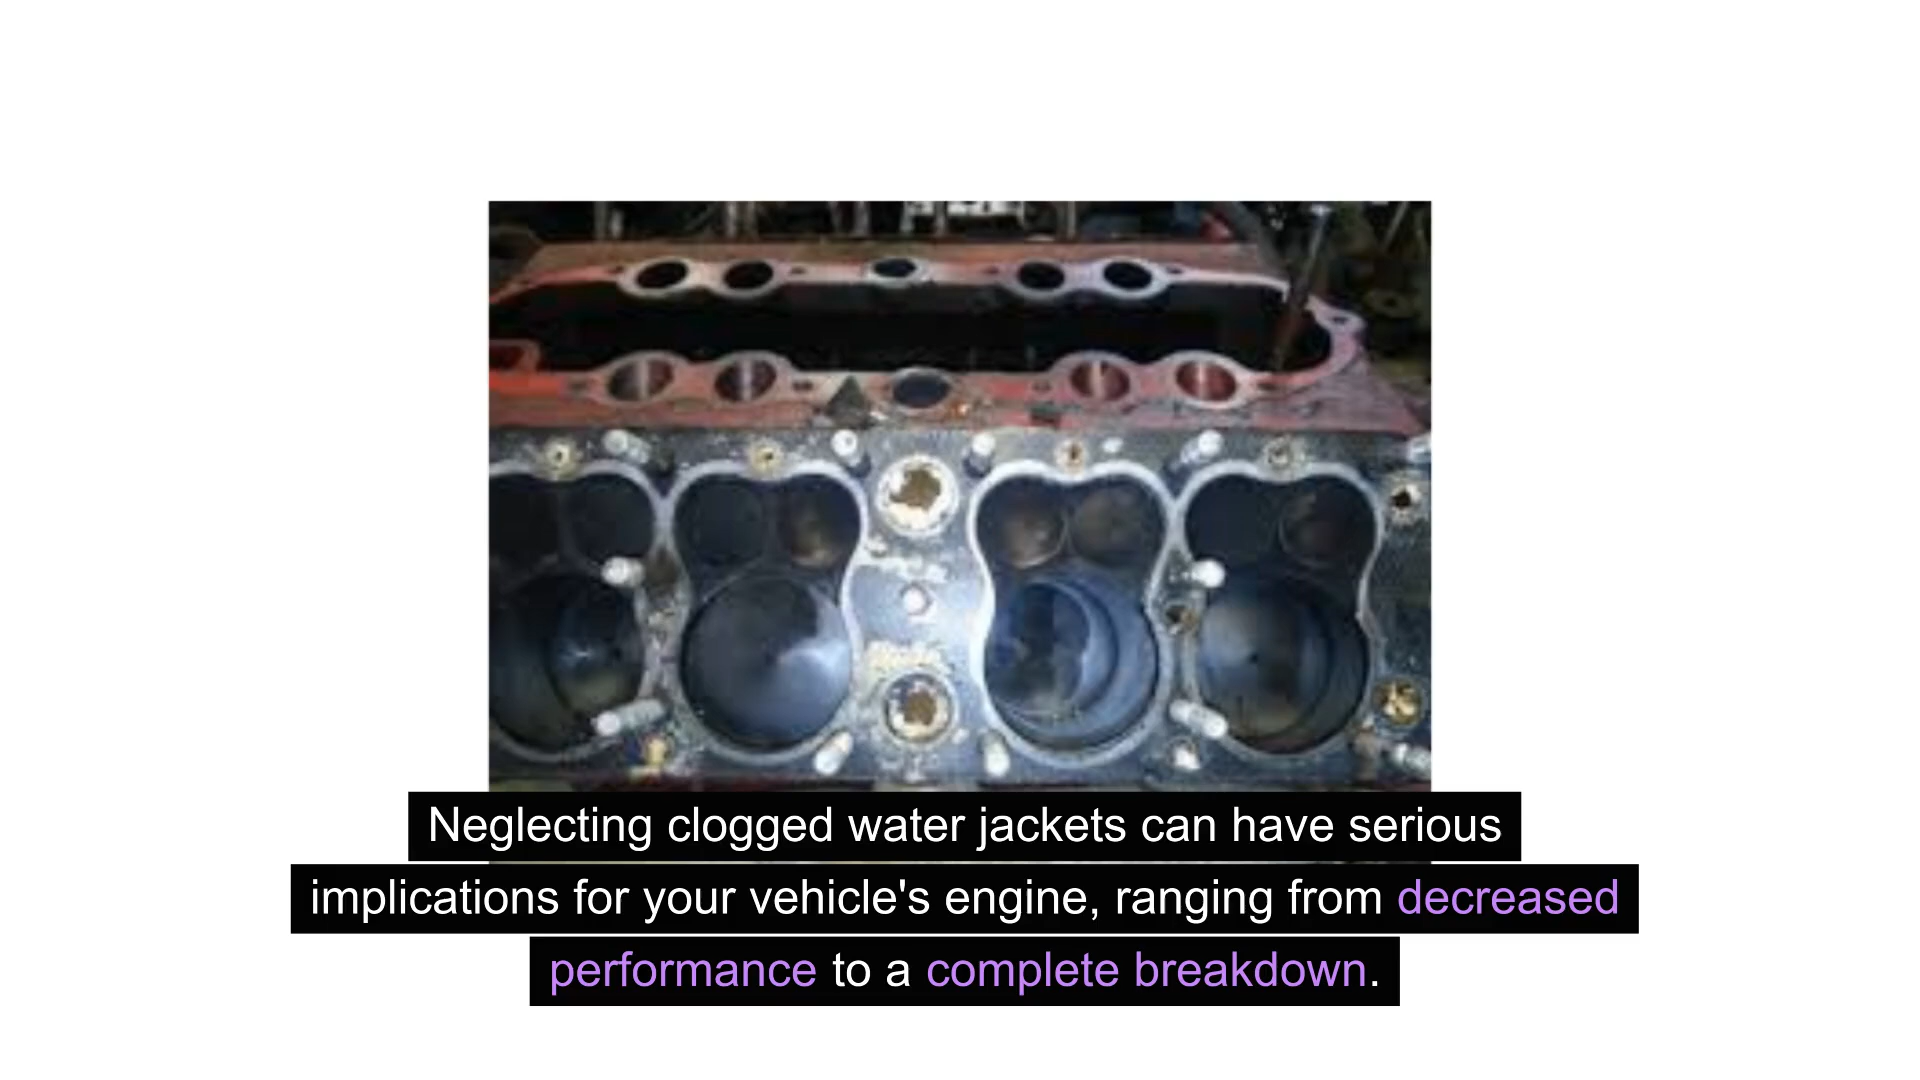 Neglecting clogged water jackets can have serious
implications for your vehicle's engine, ranging from decreased
performance to a complete breakdown.